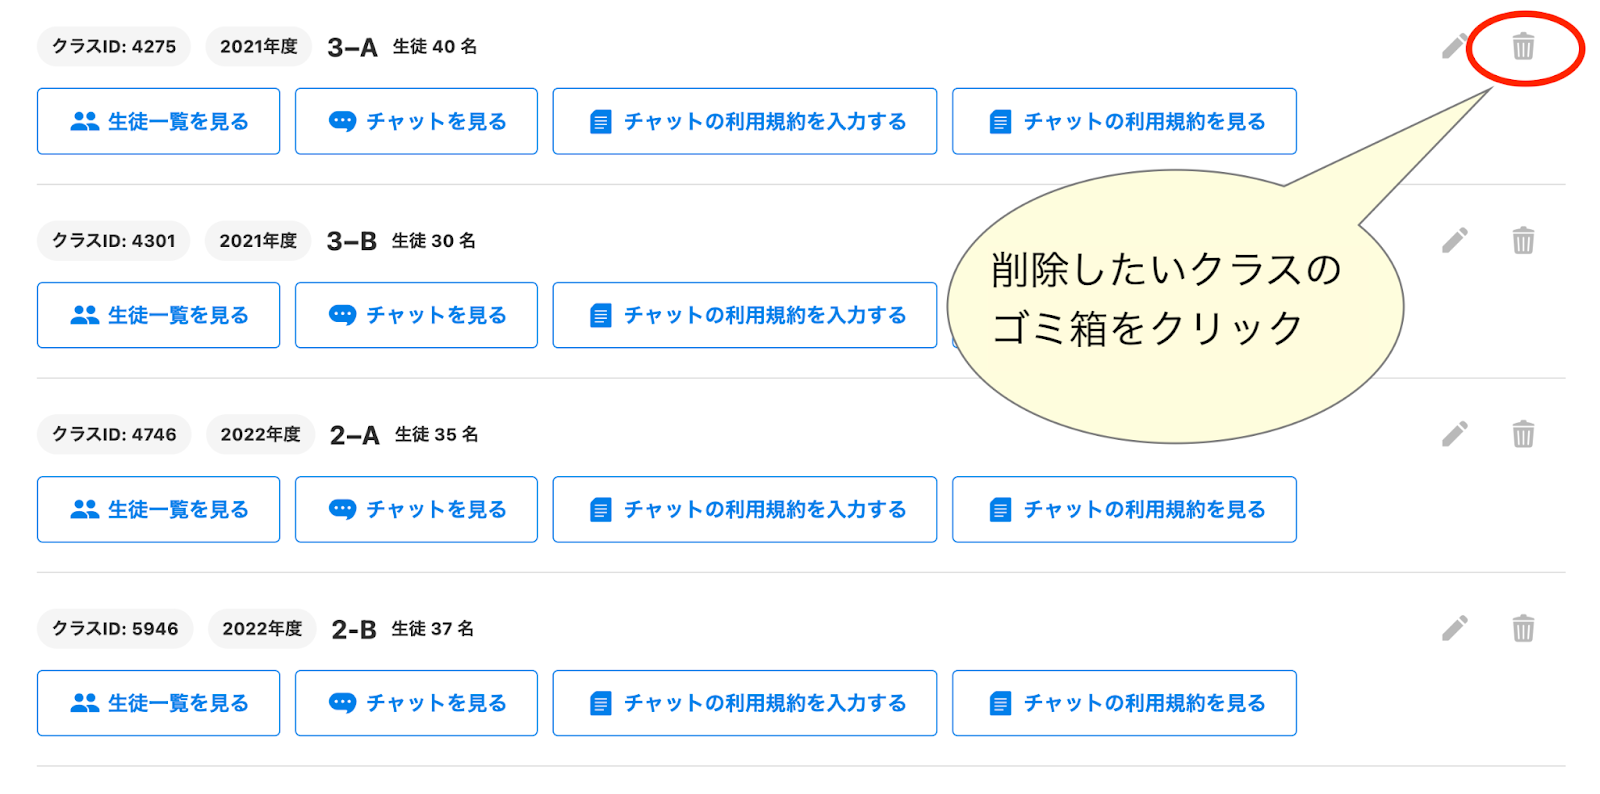 クラスID: 4275 2021年度 3–A 生徒 40 名
生徒一覧を見る チャットを見る チャットの利用規約を入力する チャットの利用規約を見る
クラスID: 4301 2021年度 3–B 生徒 30 名
生徒一覧を見る チャットを見る チャットの利用規約を入力する
削除したいクラスの
ゴミ箱をクリック
クラスID: 4746 2022年度 2–A 生徒 35 名
生徒一覧を見る チャットを見る チャットの利用規約を入力する チャットの利用規約を見る
クラスID: 5946 2022年度 2-B 生徒 37 名
生徒一覧を見る チャットを見る チャットの利用規約を入力する チャットの利用規約を見る